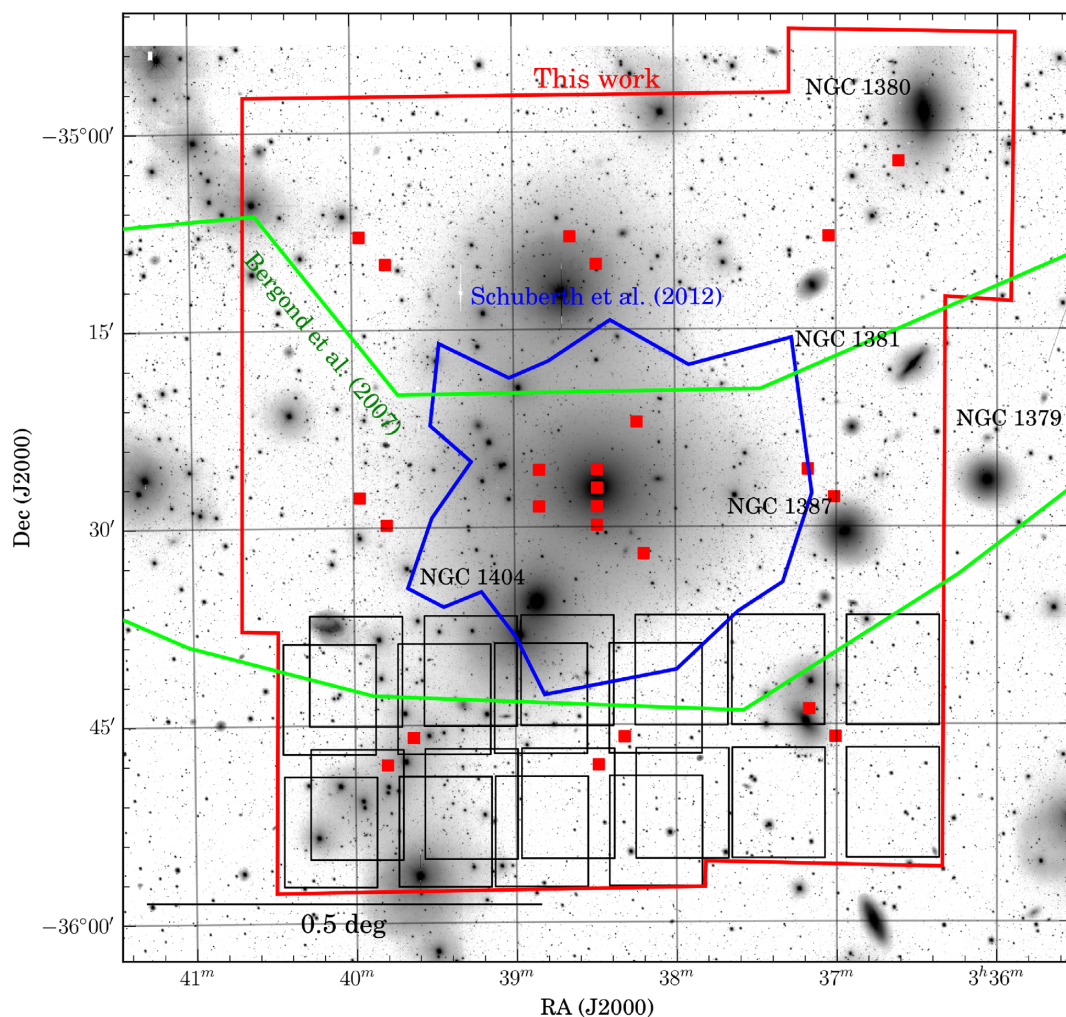 This work
NGC 1380
−35°00′
Bergond et al. (2007)
Schuberth et al. (2012)
15′
NGC 1381
NGC 1379
Dec (J2000)
30′
NGC 1387
NGC 1404
45′
−36°00′
0.5 deg
41ᵐ 40ᵐ 39ᵐ 38ᵐ 37ᵐ 3ʰ36ᵐ
RA (J2000)